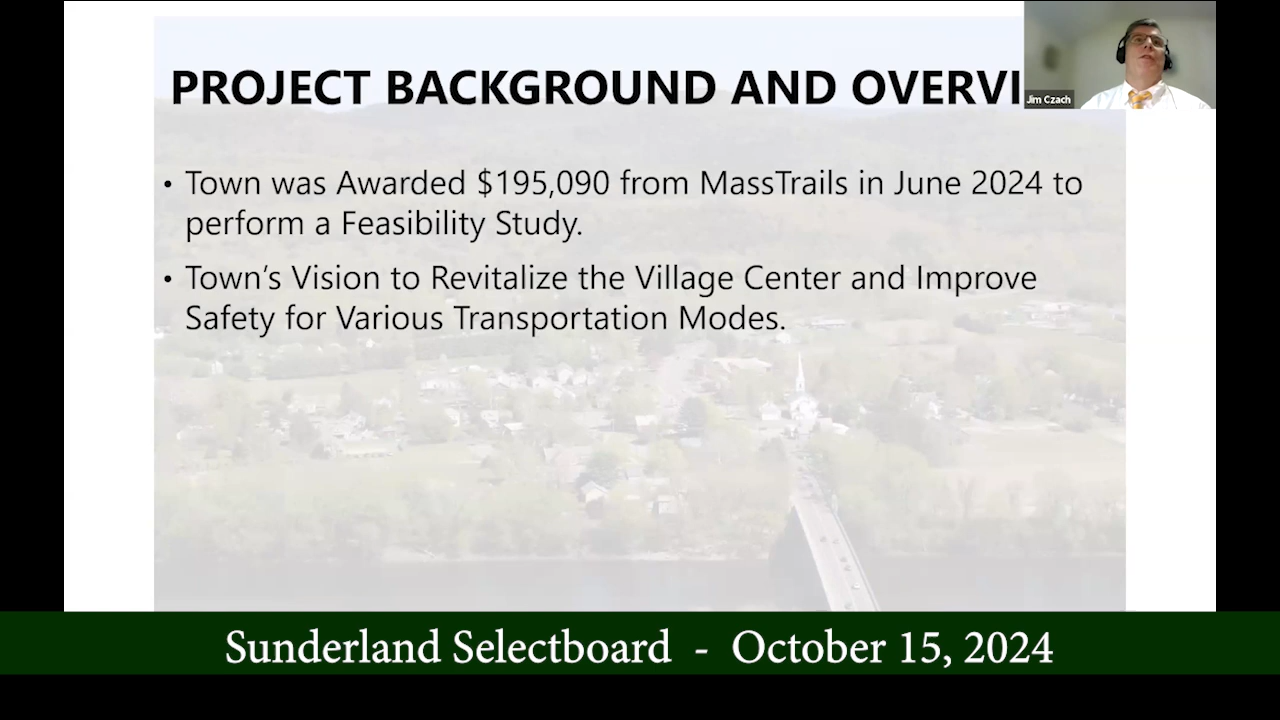 PROJECT BACKGROUND AND OVERVI
Jim Czach
• Town was Awarded $195,090 from MassTrails in June 2024 to
perform a Feasibility Study.
• Town’s Vision to Revitalize the Village Center and Improve
Safety for Various Transportation Modes.
Sunderland Selectboard - October 15, 2024